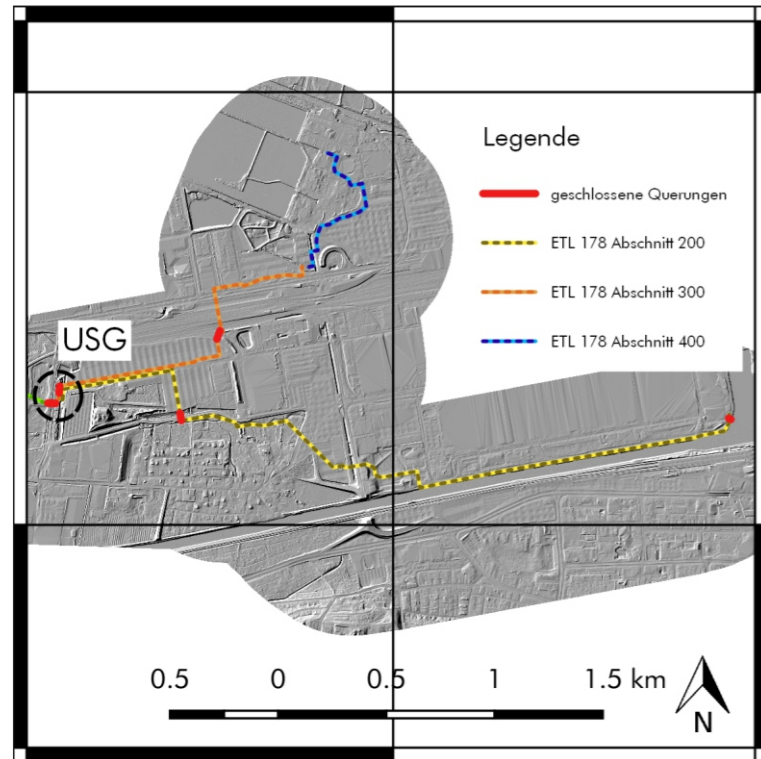 Legende
geschlossene Querungen
ETL 178 Abschnitt 200
ETL 178 Abschnitt 300
ETL 178 Abschnitt 400
USG
0.5 0 0.5 1 1.5 km
N